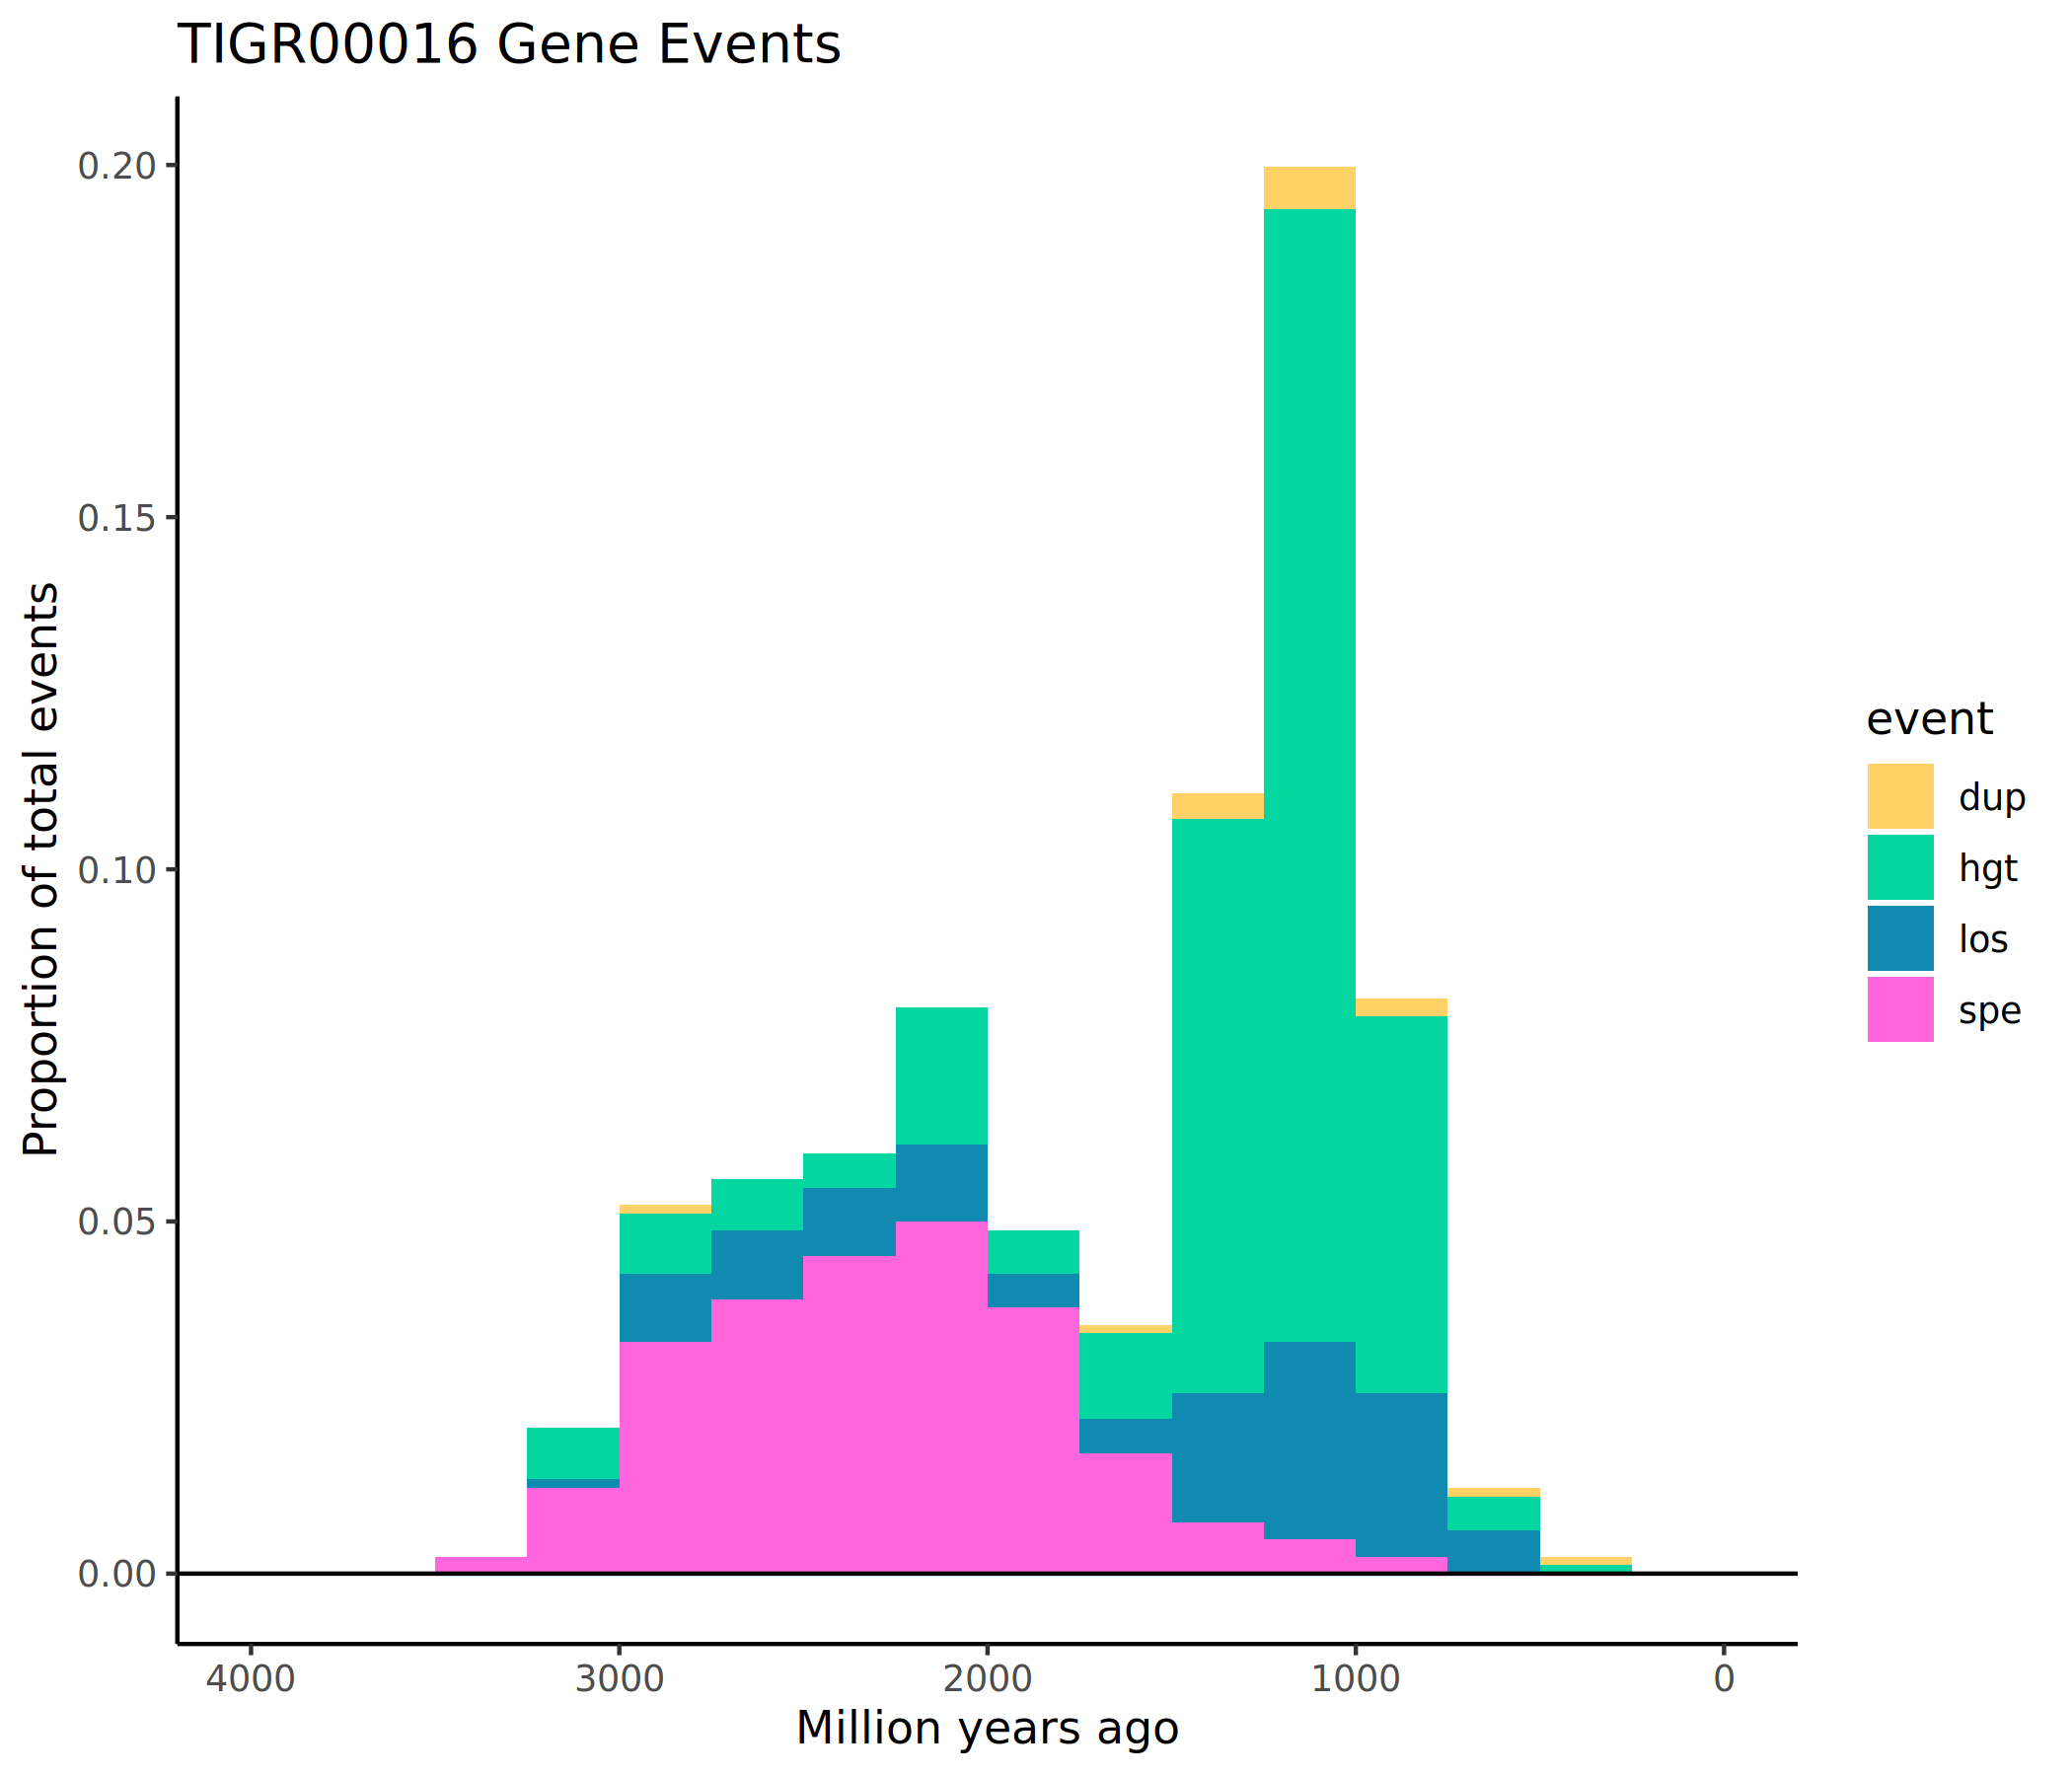 TIGR00016 Gene Events
Proportion of total events
0.20
0.15
0.10
0.05
0.00
4000 3000 2000 1000 0
Million years ago
event
dup
hgt
los
spe